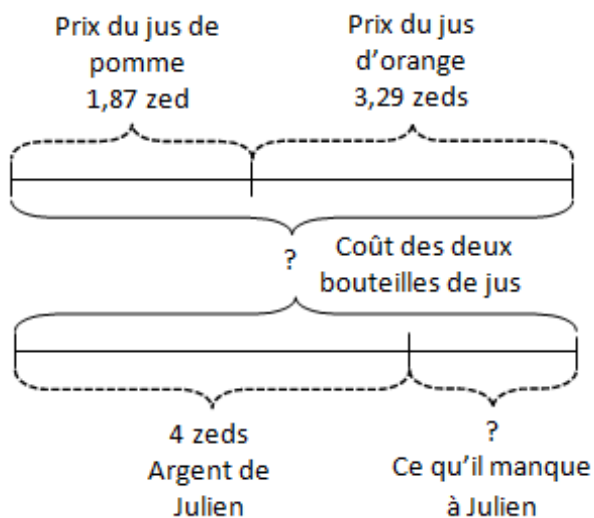 Prix du jus de
pomme
1,87 zed
Prix du jus
d'orange
3,29 zeds
? Coût des deux
bouteilles de jus
4 zeds
Argent de
Julien
?
Ce qu'il manque
à Julien